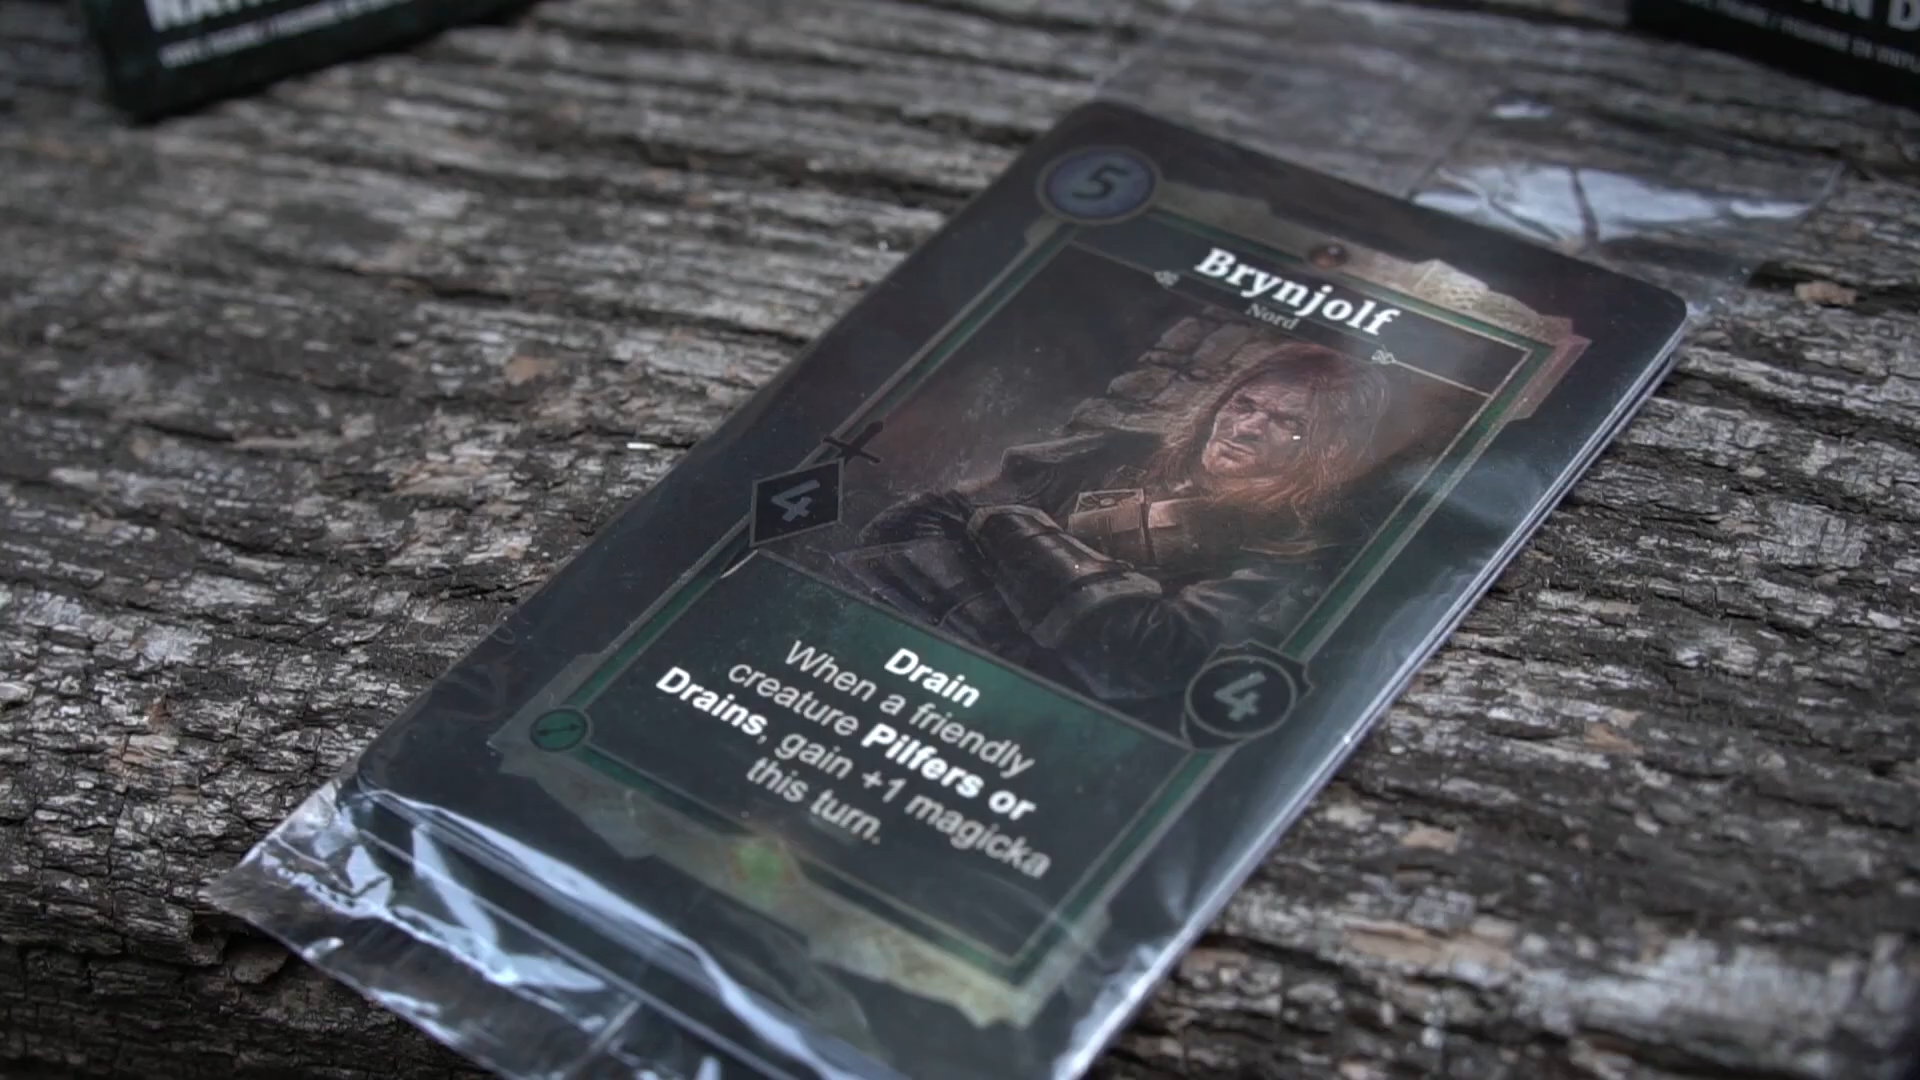 5
Brynjolf
Nord
4
4
Drain
When a friendly
creature Pilfers or
Drains, gain +1 magicka
this turn.